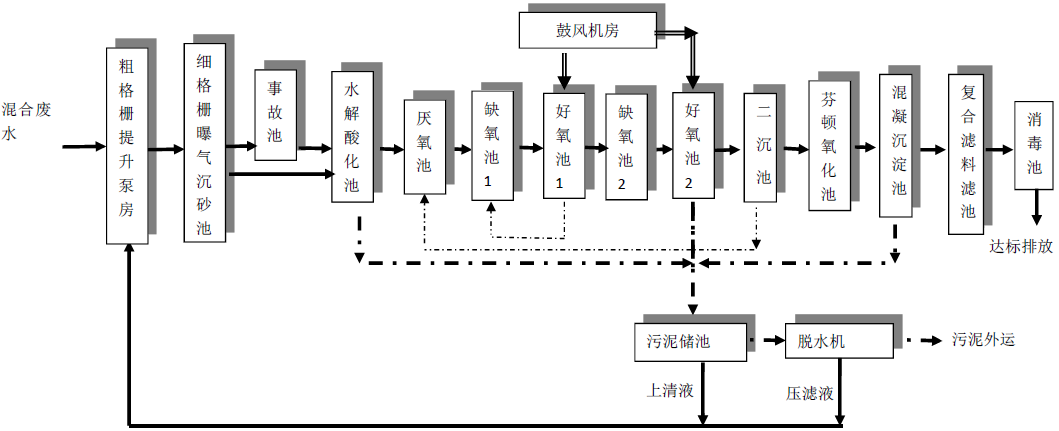 鼓风机房
混合废
水
粗格栅提升泵房
细格栅曝气沉砂池
事故池
水解酸化池
厌氧池
缺氧池1
好氧池1
缺氧池2
好氧池2
二沉池
芬顿氧化池
混凝沉淀池
复合滤料滤池
消毒池
达标排放
污泥储池
脱水机
污泥外运
上清液
压滤液